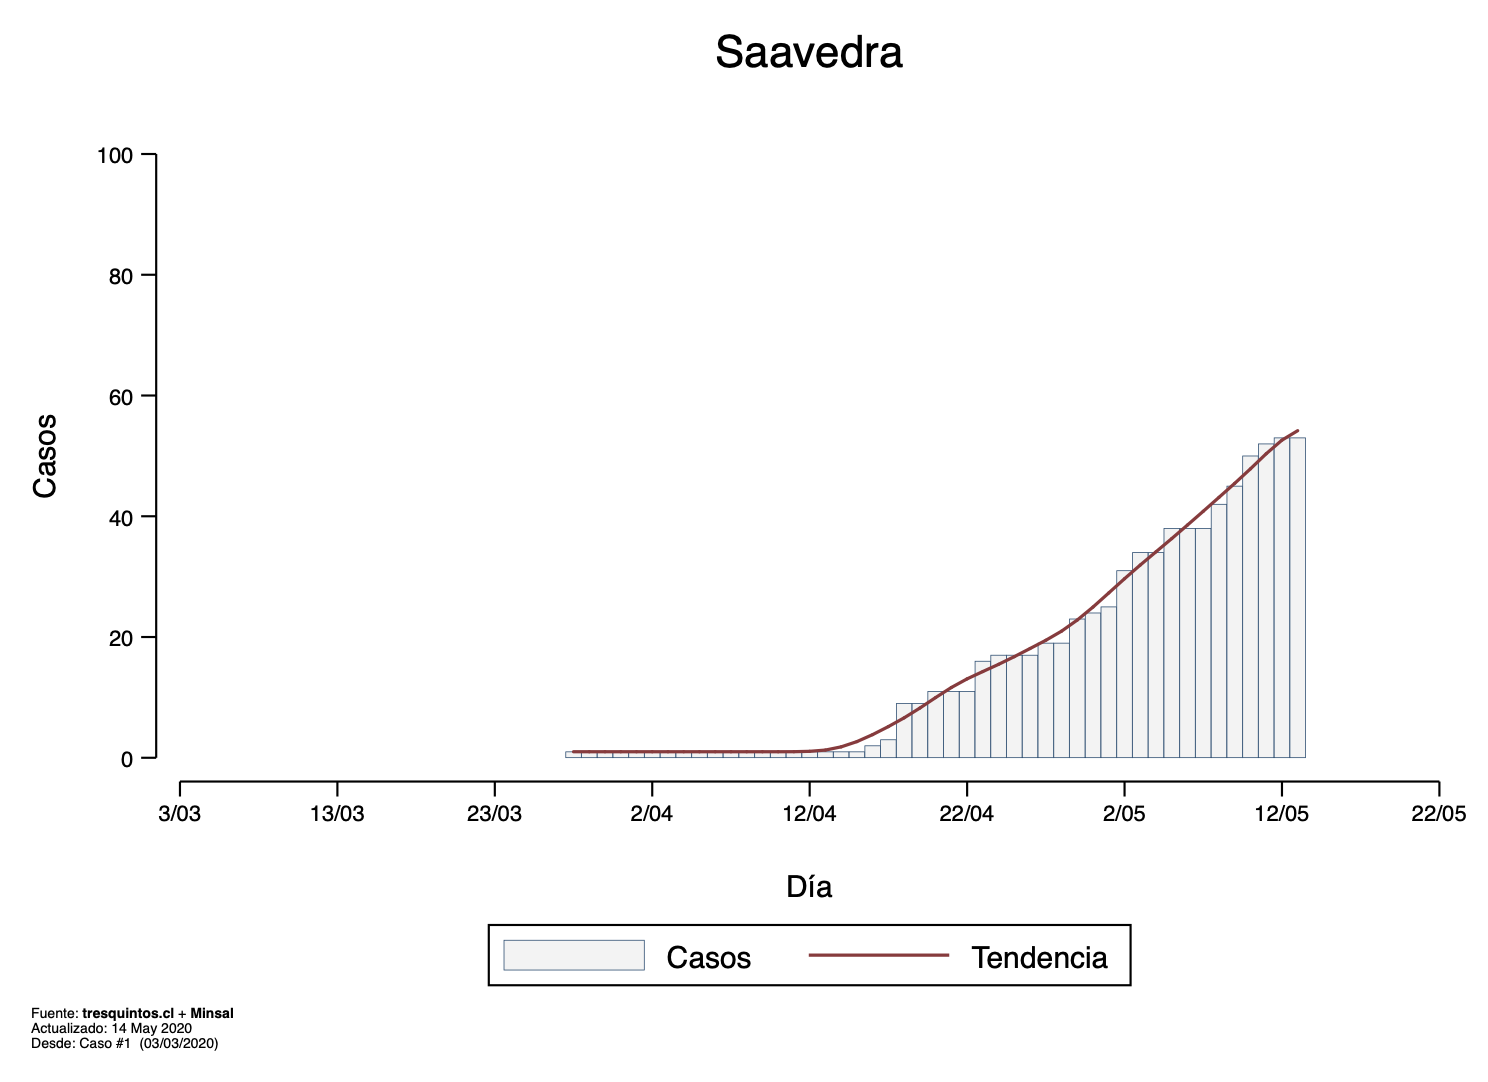 Saavedra
100
80
60
40
20
0
Casos
3/03 13/03 23/03 2/04 12/04 22/04 2/05 12/05 22/05
Día
Casos Tendencia
Fuente: tresquintos.cl + Minsal
Actualizado: 14 May 2020
Desde: Caso #1 (03/03/2020)